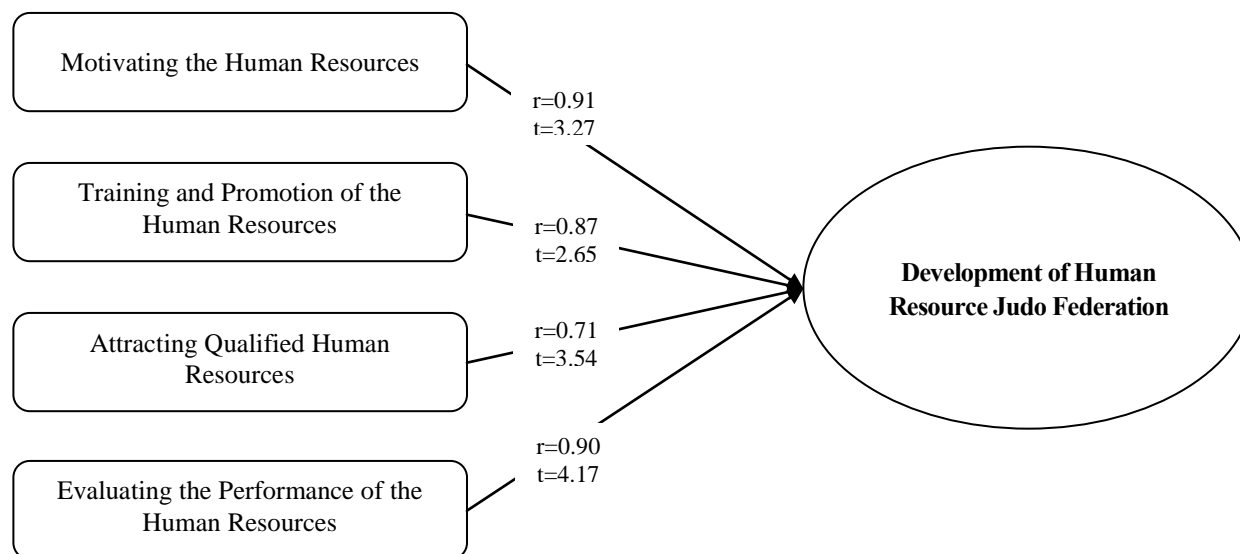 Motivating the Human Resources
r=0.91
t=3.27
Training and Promotion of the
Human Resources
r=0.87
t=2.65
Attracting Qualified Human
Resources
r=0.71
t=3.54
Evaluating the Performance of the
Human Resources
r=0.90
t=4.17
Development of Human
Resource Judo Federation